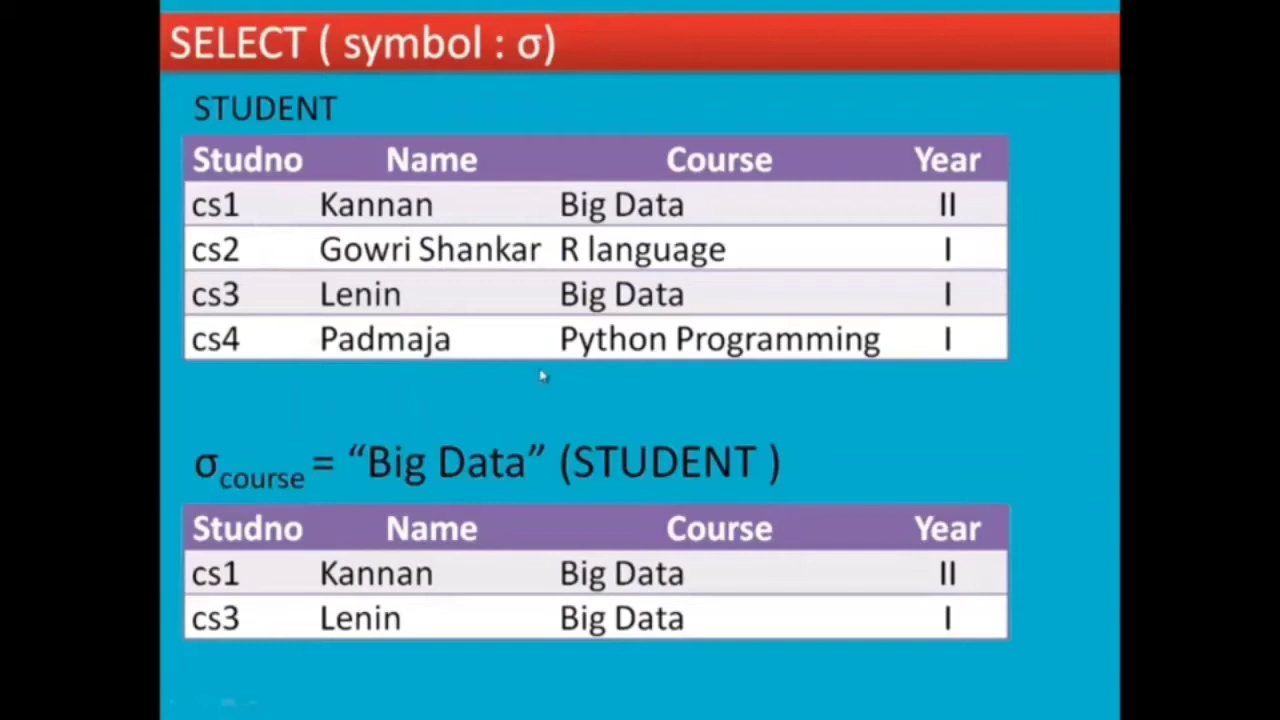 SELECT ( symbol : σ)
STUDENT
Studno Name Course Year
cs1 Kannan Big Data II
cs2 Gowri Shankar R language I
cs3 Lenin Big Data I
cs4 Padmaja Python Programming I
σcourse = “Big Data” (STUDENT )
Studno Name Course Year
cs1 Kannan Big Data II
cs3 Lenin Big Data I